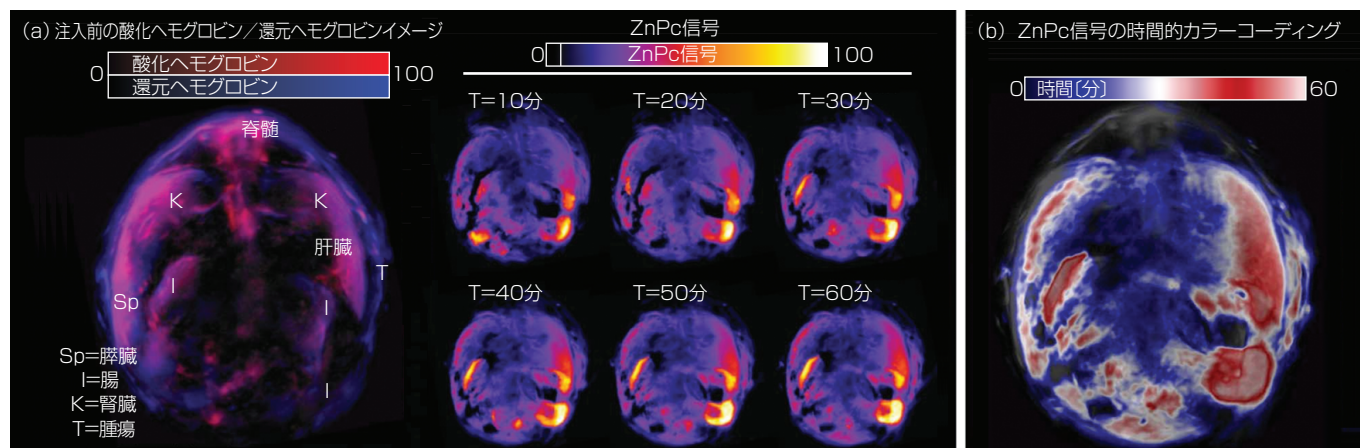 (a) 注入前の酸化ヘモグロビン／還元ヘモグロビンイメージ
0 酸化ヘモグロビン 100
還元ヘモグロビン
脊髄
K K
肝臓
I T
Sp I
Sp=膵臓
I=腸
K=腎臓
T=腫瘍
I
ZnPc信号
0 ZnPc信号 100
T=10分 T=20分 T=30分
T=40分 T=50分 T=60分
(b) ZnPc信号の時間的カラーコーディング
0 時間〔分〕 60